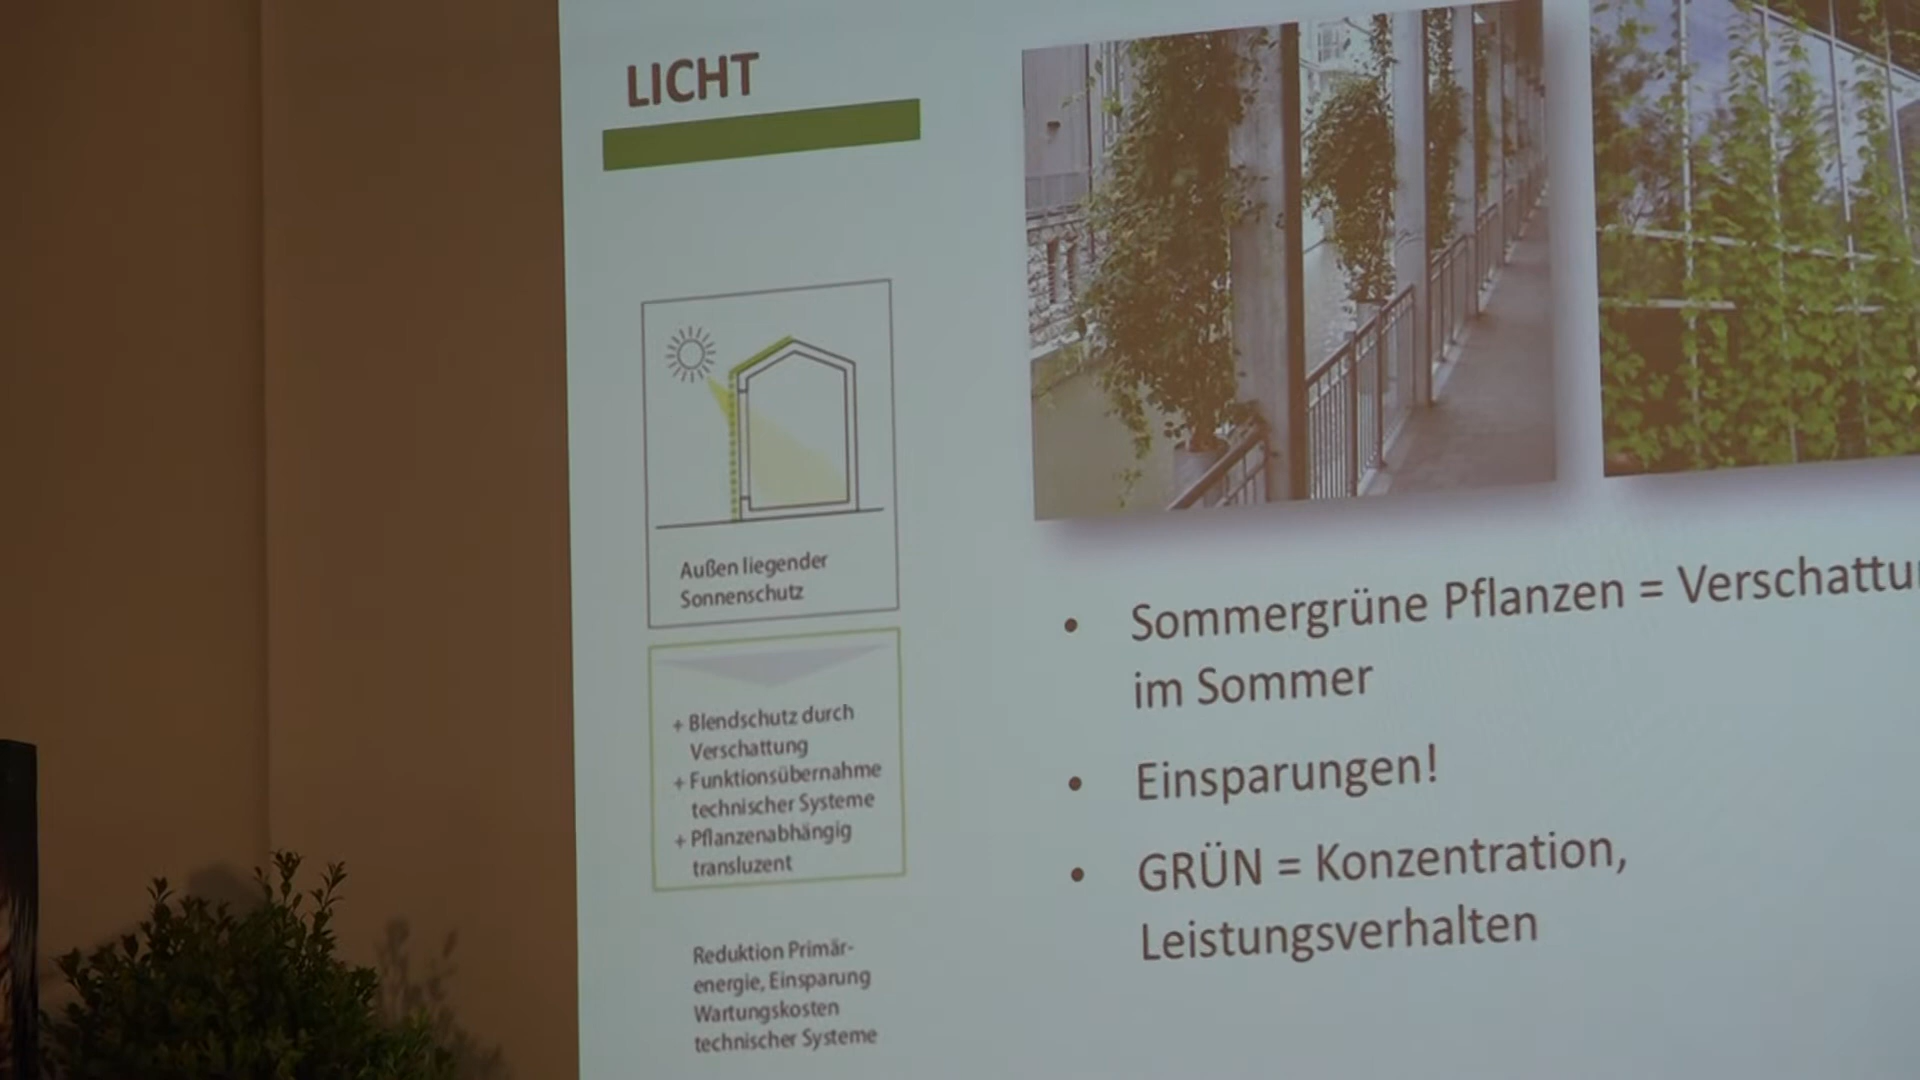 LICHT
Außen liegender
Sonnenschutz
+ Blendschutz durch
Verschattung
+ Funktionsübernahme
technischer Systeme
+ Pflanzenabhängig
transluzent
Reduktion Primär-
energie, Einsparung
Wartungskosten
technischer Systeme
• Sommergrüne Pflanzen = Verschattu
im Sommer
• Einsparungen!
• GRÜN = Konzentration,
Leistungsverhalten